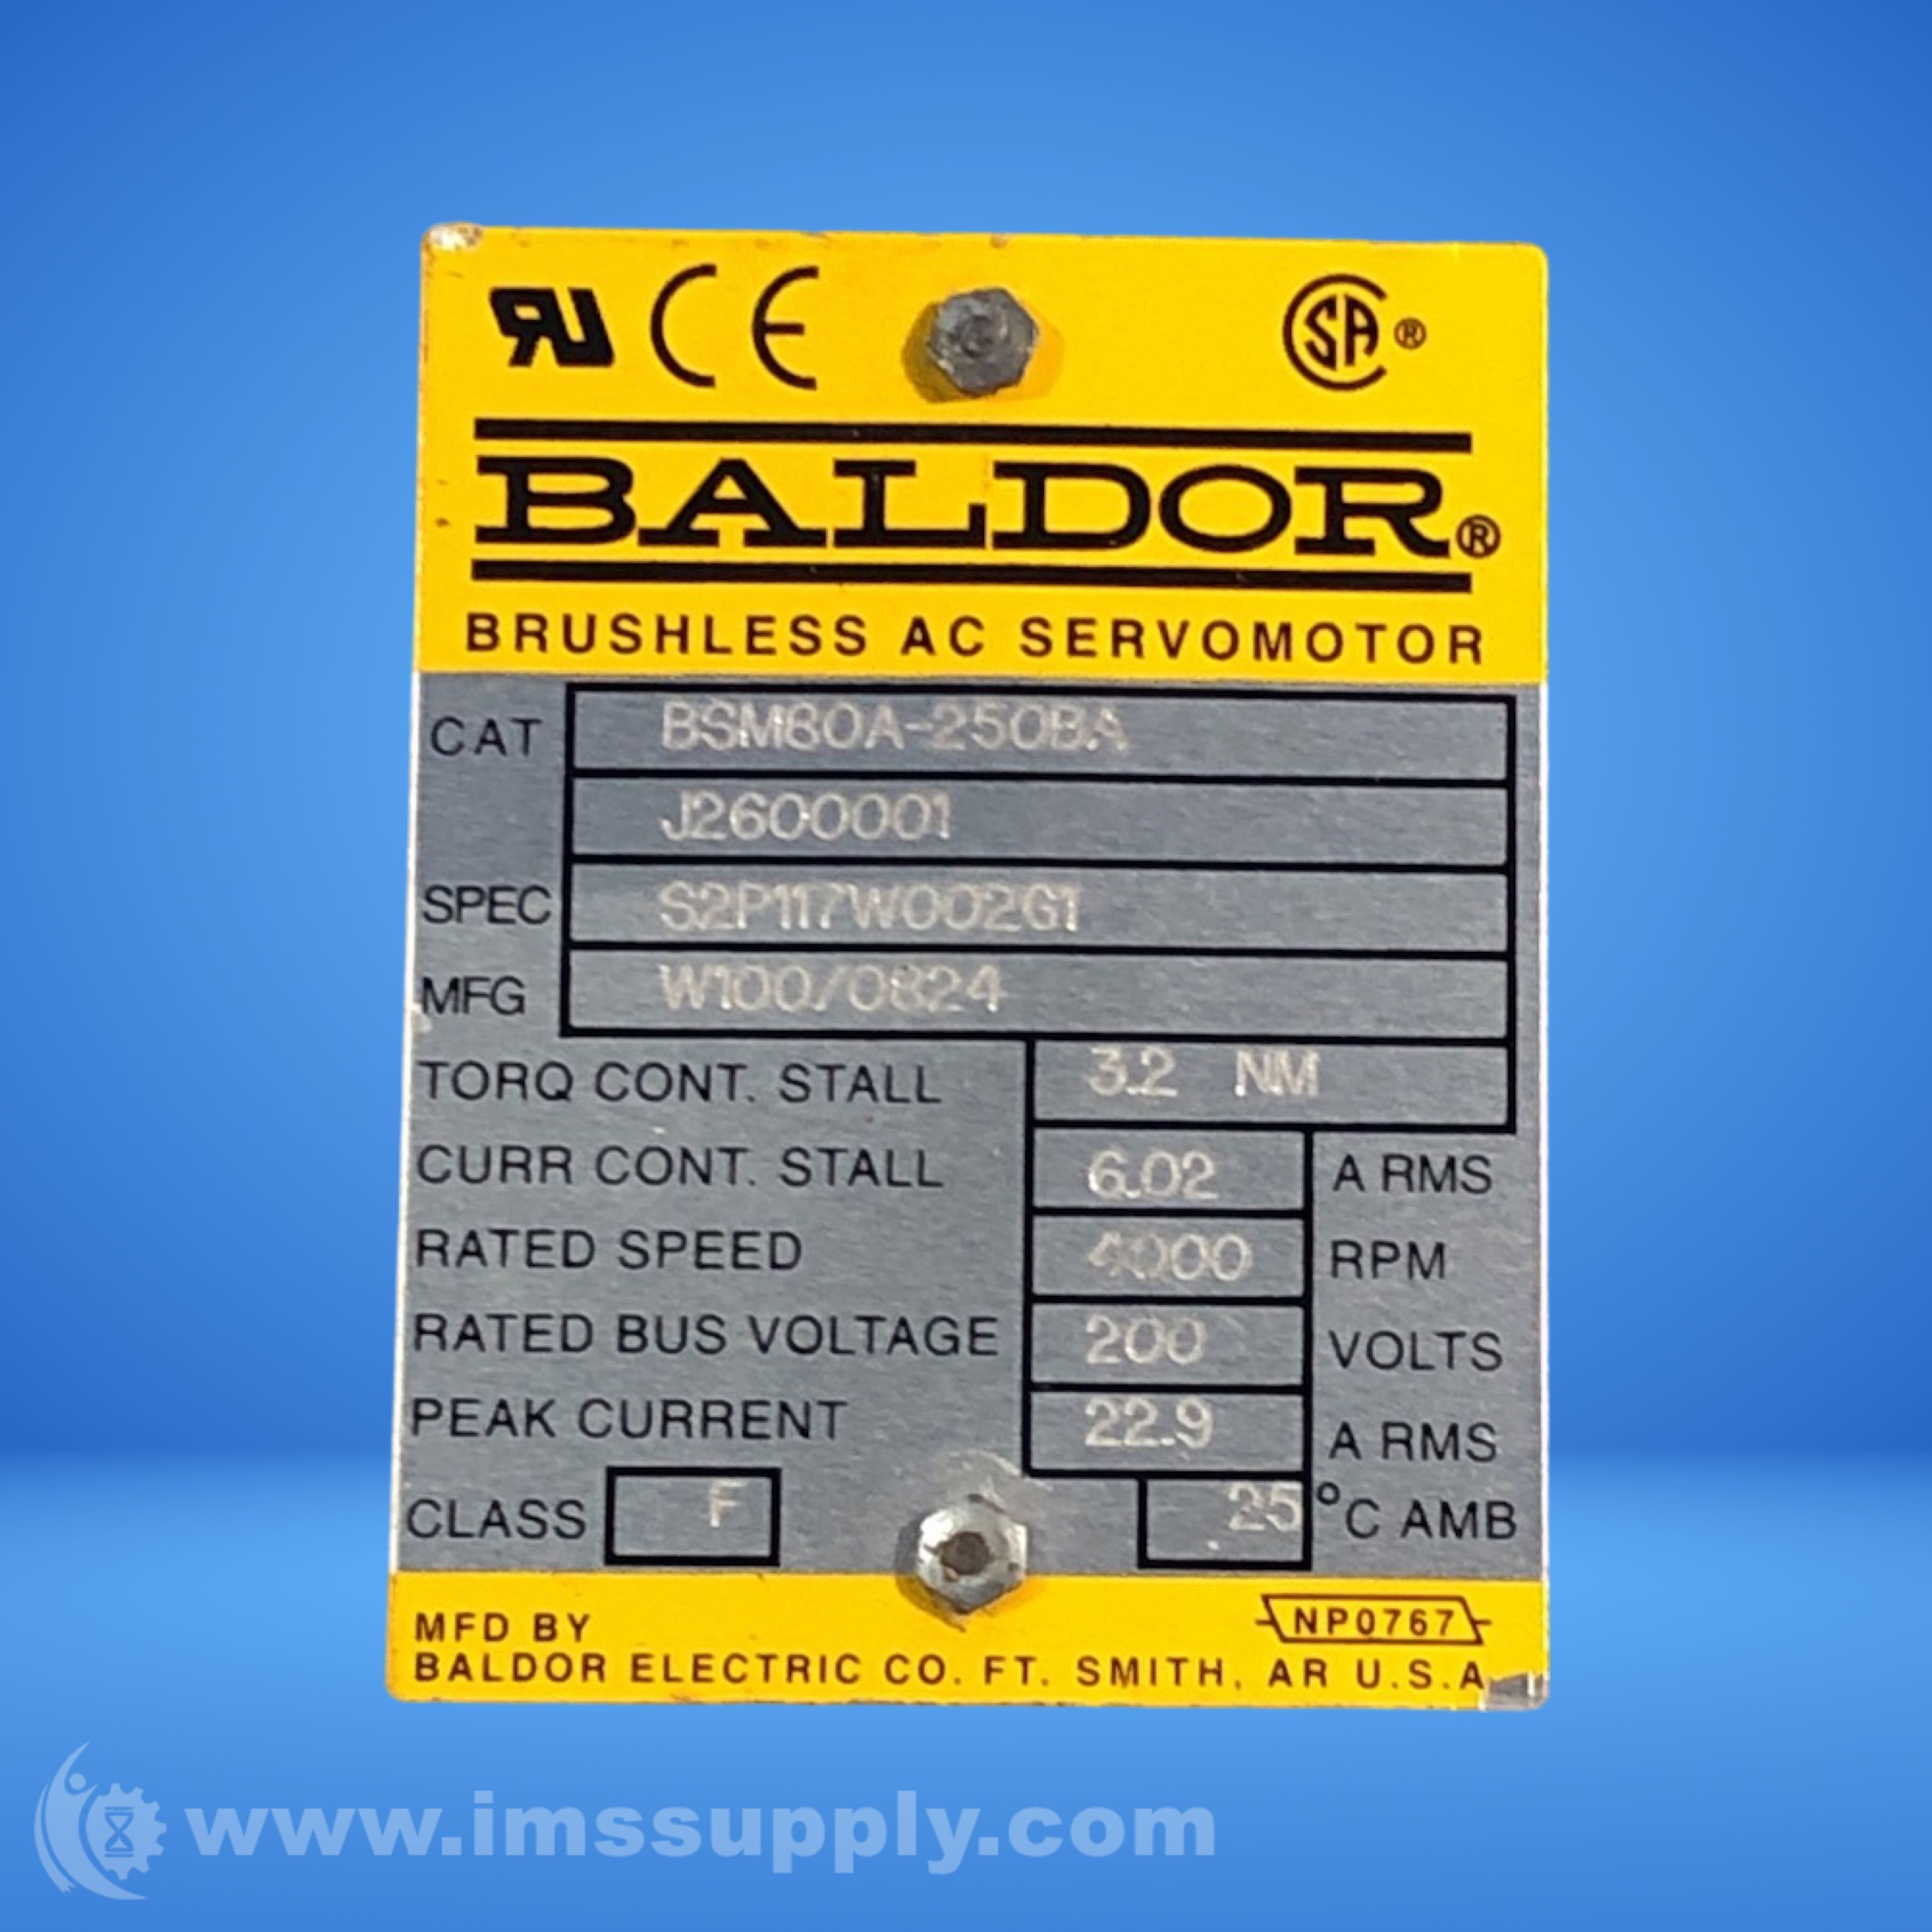 RU CE SA ®
BALDOR®
BRUSHLESS AC SERVOMOTOR
CAT BSM80A-250BA
J2600001
SPEC S2P117W002G1
MFG W100/0824
TORQ CONT. STALL 3.2 NM
CURR CONT. STALL 6.02 A RMS
RATED SPEED 4000 RPM
RATED BUS VOLTAGE 200 VOLTS
PEAK CURRENT 22.9 A RMS
CLASS F 25 °C AMB
MFD BY NP0767
BALDOR ELECTRIC CO. FT. SMITH, AR U.S.A
www.imssupply.com